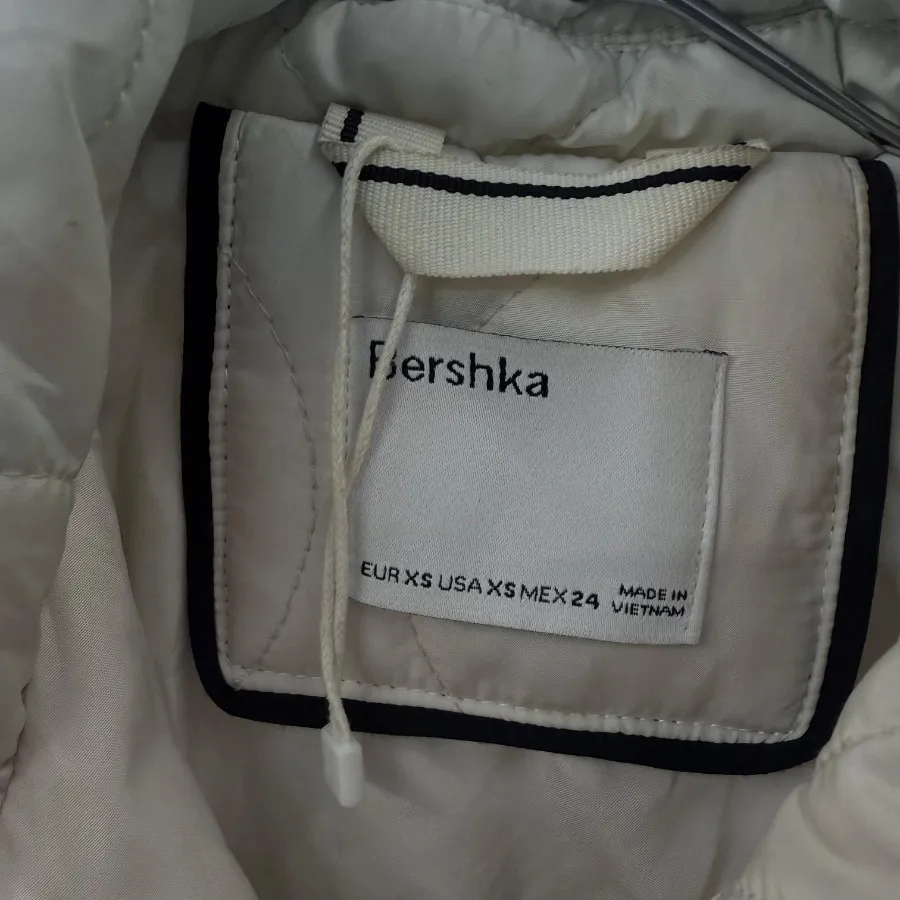 Bershka
EUR XS USA XS MEX 24
MADE IN
VIETNAM